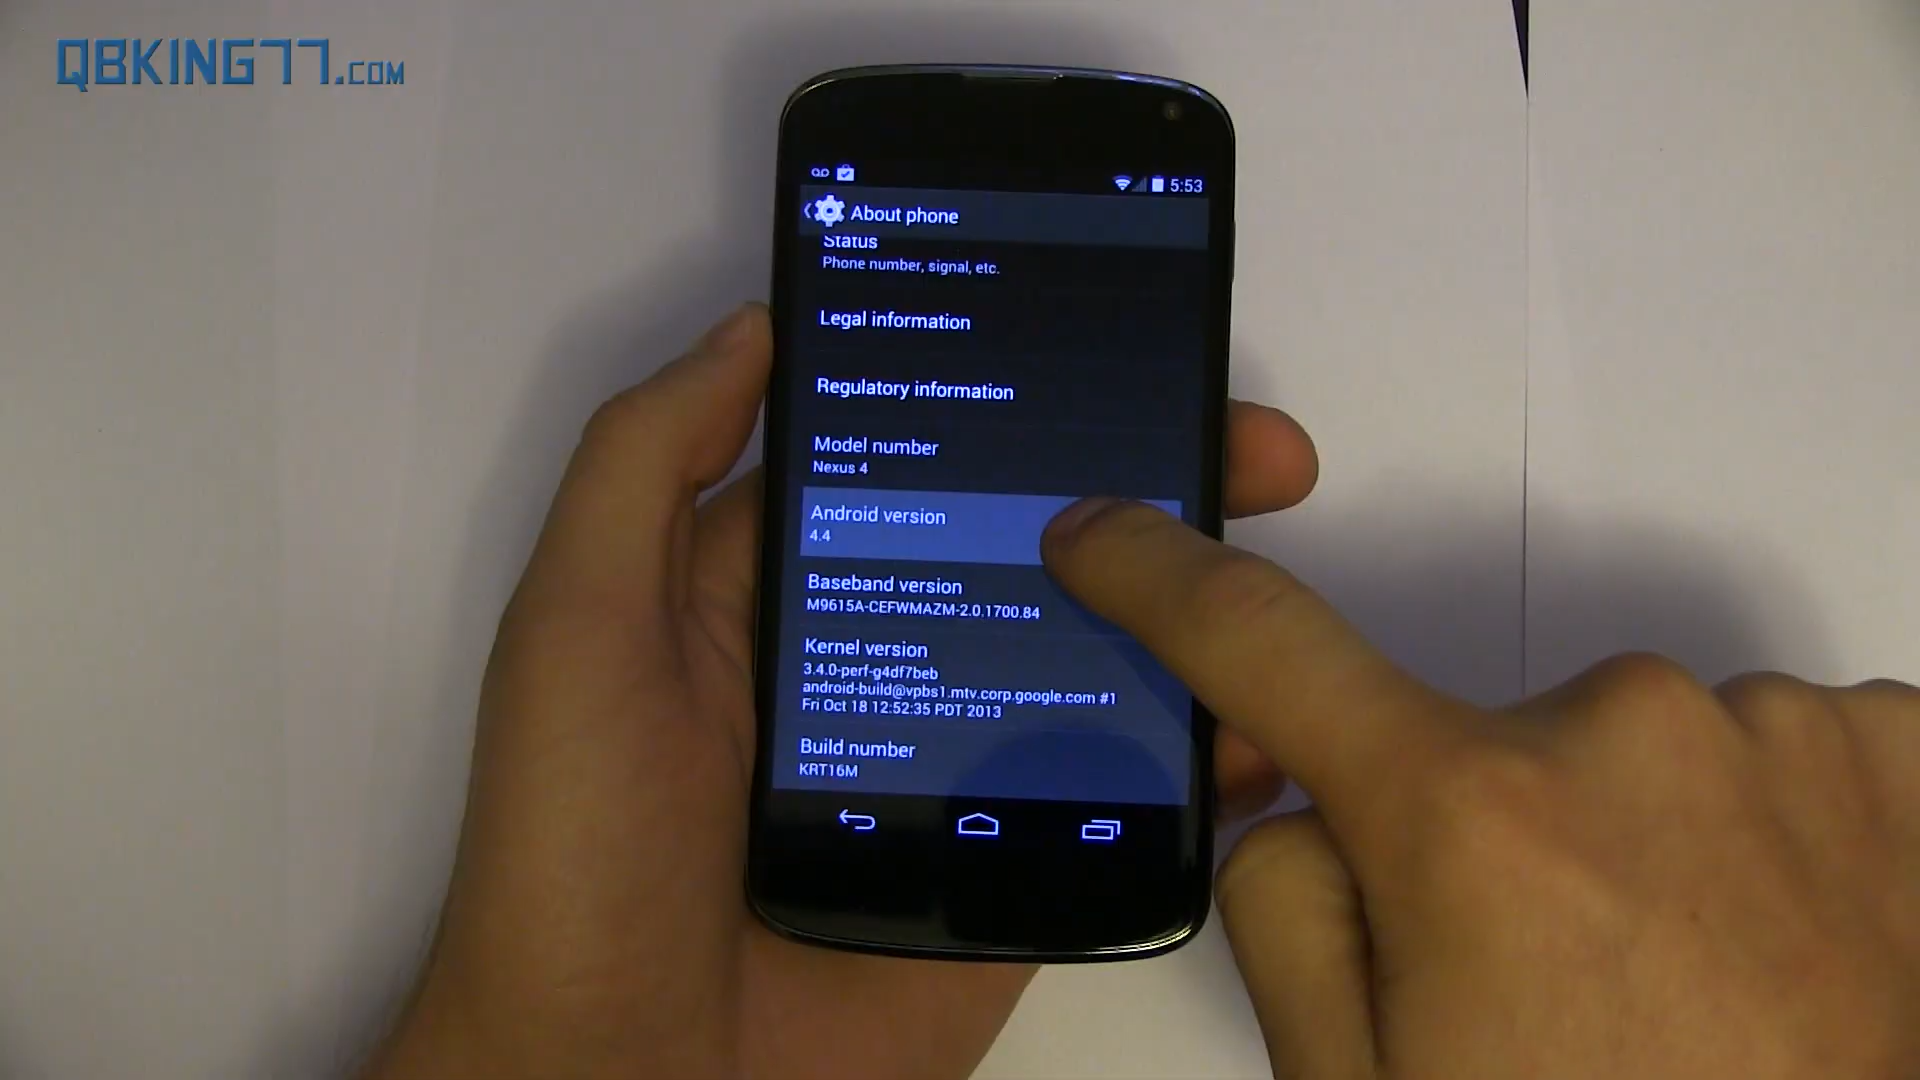 QBKING77.COM
5:53
About phone
Status
Phone number, signal, etc.
Legal information
Regulatory information
Model number
Nexus 4
Android version
4.4
Baseband version
M9615A-CEFWMAZM-2.0.1700.84
Kernel version
3.4.0-perf-g4df7beb
android-build@vpbs1.mtv.corp.google.com #1
Fri Oct 18 12:52:35 PDT 2013
Build number
KRT16M